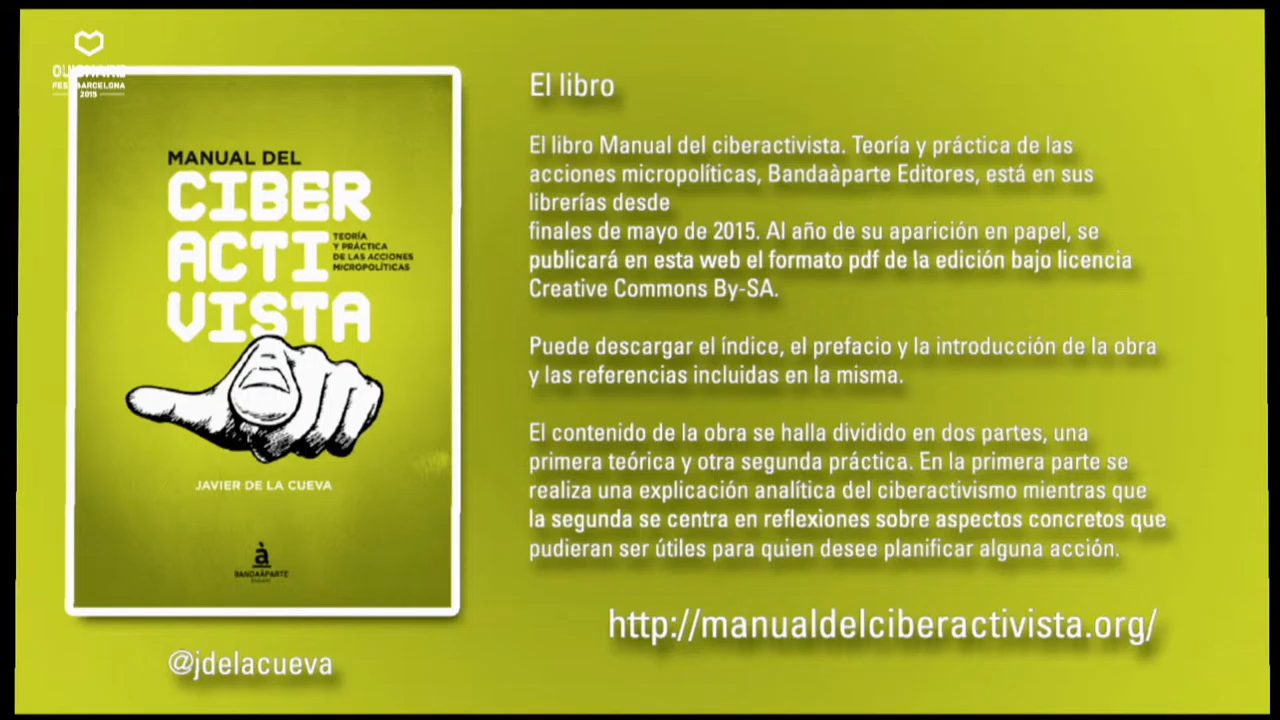 OUISHARE
FEST BARCELONA
2015
MANUAL DEL
CIBER
ACTI
VISTA
TEORÍA
Y PRÁCTICA
DE LAS ACCIONES
MICROPOLÍTICAS
JAVIER DE LA CUEVA
à
BANDAÀPARTE
@jdelacueva
El libro
El libro Manual del ciberactivista. Teoría y práctica de las
acciones micropolíticas, Bandaàparte Editores, está en sus
librerías desde
finales de mayo de 2015. Al año de su aparición en papel, se
publicará en esta web el formato pdf de la edición bajo licencia
Creative Commons By-SA.
Puede descargar el índice, el prefacio y la introducción de la obra
y las referencias incluidas en la misma.
El contenido de la obra se halla dividido en dos partes, una
primera teórica y otra segunda práctica. En la primera parte se
realiza una explicación analítica del ciberactivismo mientras que
la segunda se centra en reflexiones sobre aspectos concretos que
pudieran ser útiles para quien desee planificar alguna acción.
http://manualdelciberactivista.org/